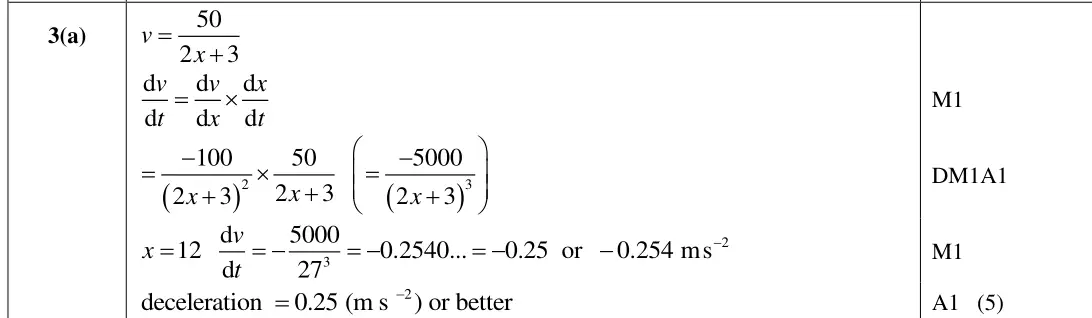 3(a) v = 50/(2x + 3)
dv/dt = dv/dx × dx/dt M1
= −100/(2x + 3)² × 50/(2x + 3) ( = −5000/(2x + 3)³ ) DM1A1
x = 12 dv/dt = −5000/27³ = −0.2540... = −0.25 or −0.254 m s⁻² M1
deceleration = 0.25 (m s ⁻²) or better A1 (5)